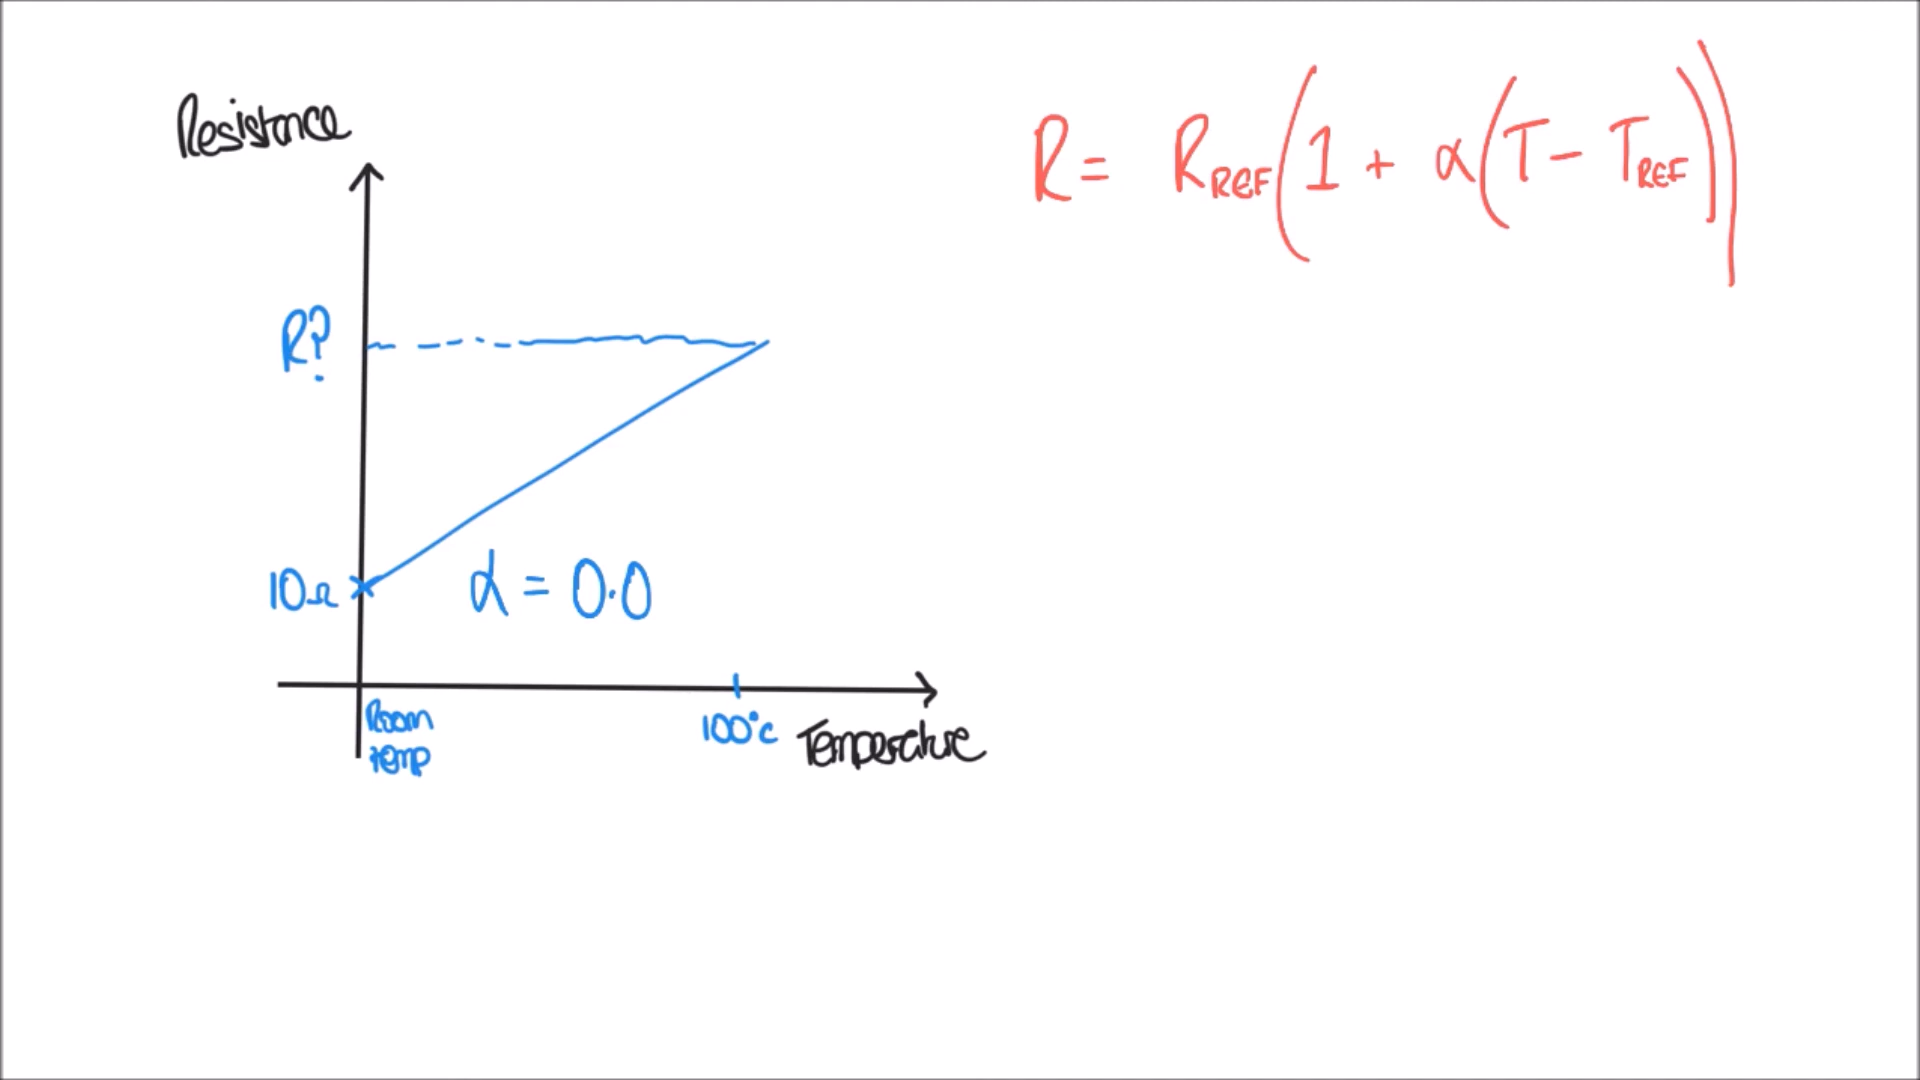 Resistance
R = R_REF(1 + α(T - T_REF))
R?
10Ω
α = 0.0
Room
temp
100°c
Temperature